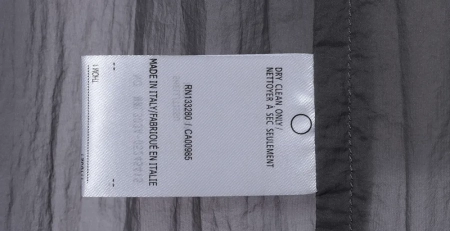 DRY CLEAN ONLY/
NETTOYER À SEC SEULEMENT
RN133280 / CA00965
MADE IN ITALY/FABRIQUÉ EN ITALIE